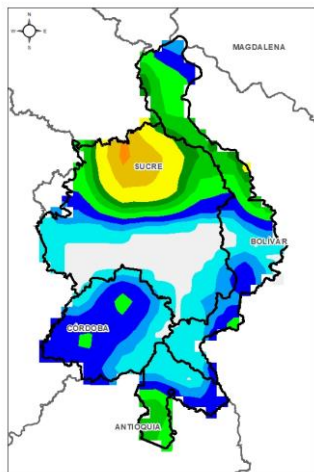 N
W E
S
MAGDALENA
SUCRE
BOLIVAR
CÓRDOBA
ANTIOQUIA